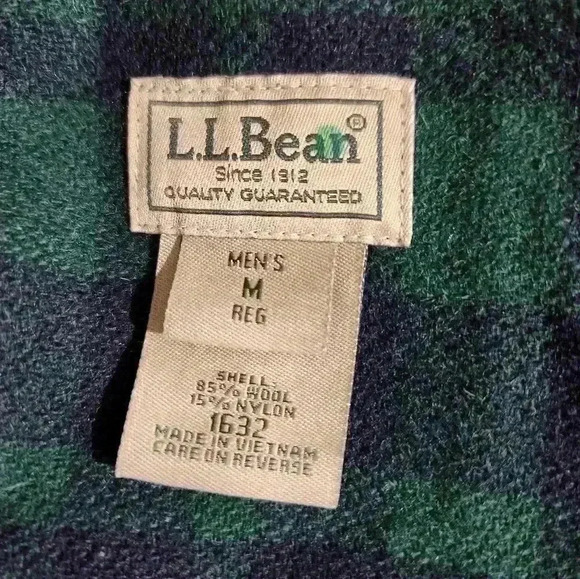 L.L.Bean®
Since 1912
QUALITY GUARANTEED
MEN'S
M
REG
SHELL:
85% WOOL
15% NYLON
1632
MADE IN VIETNAM
CARE ON REVERSE